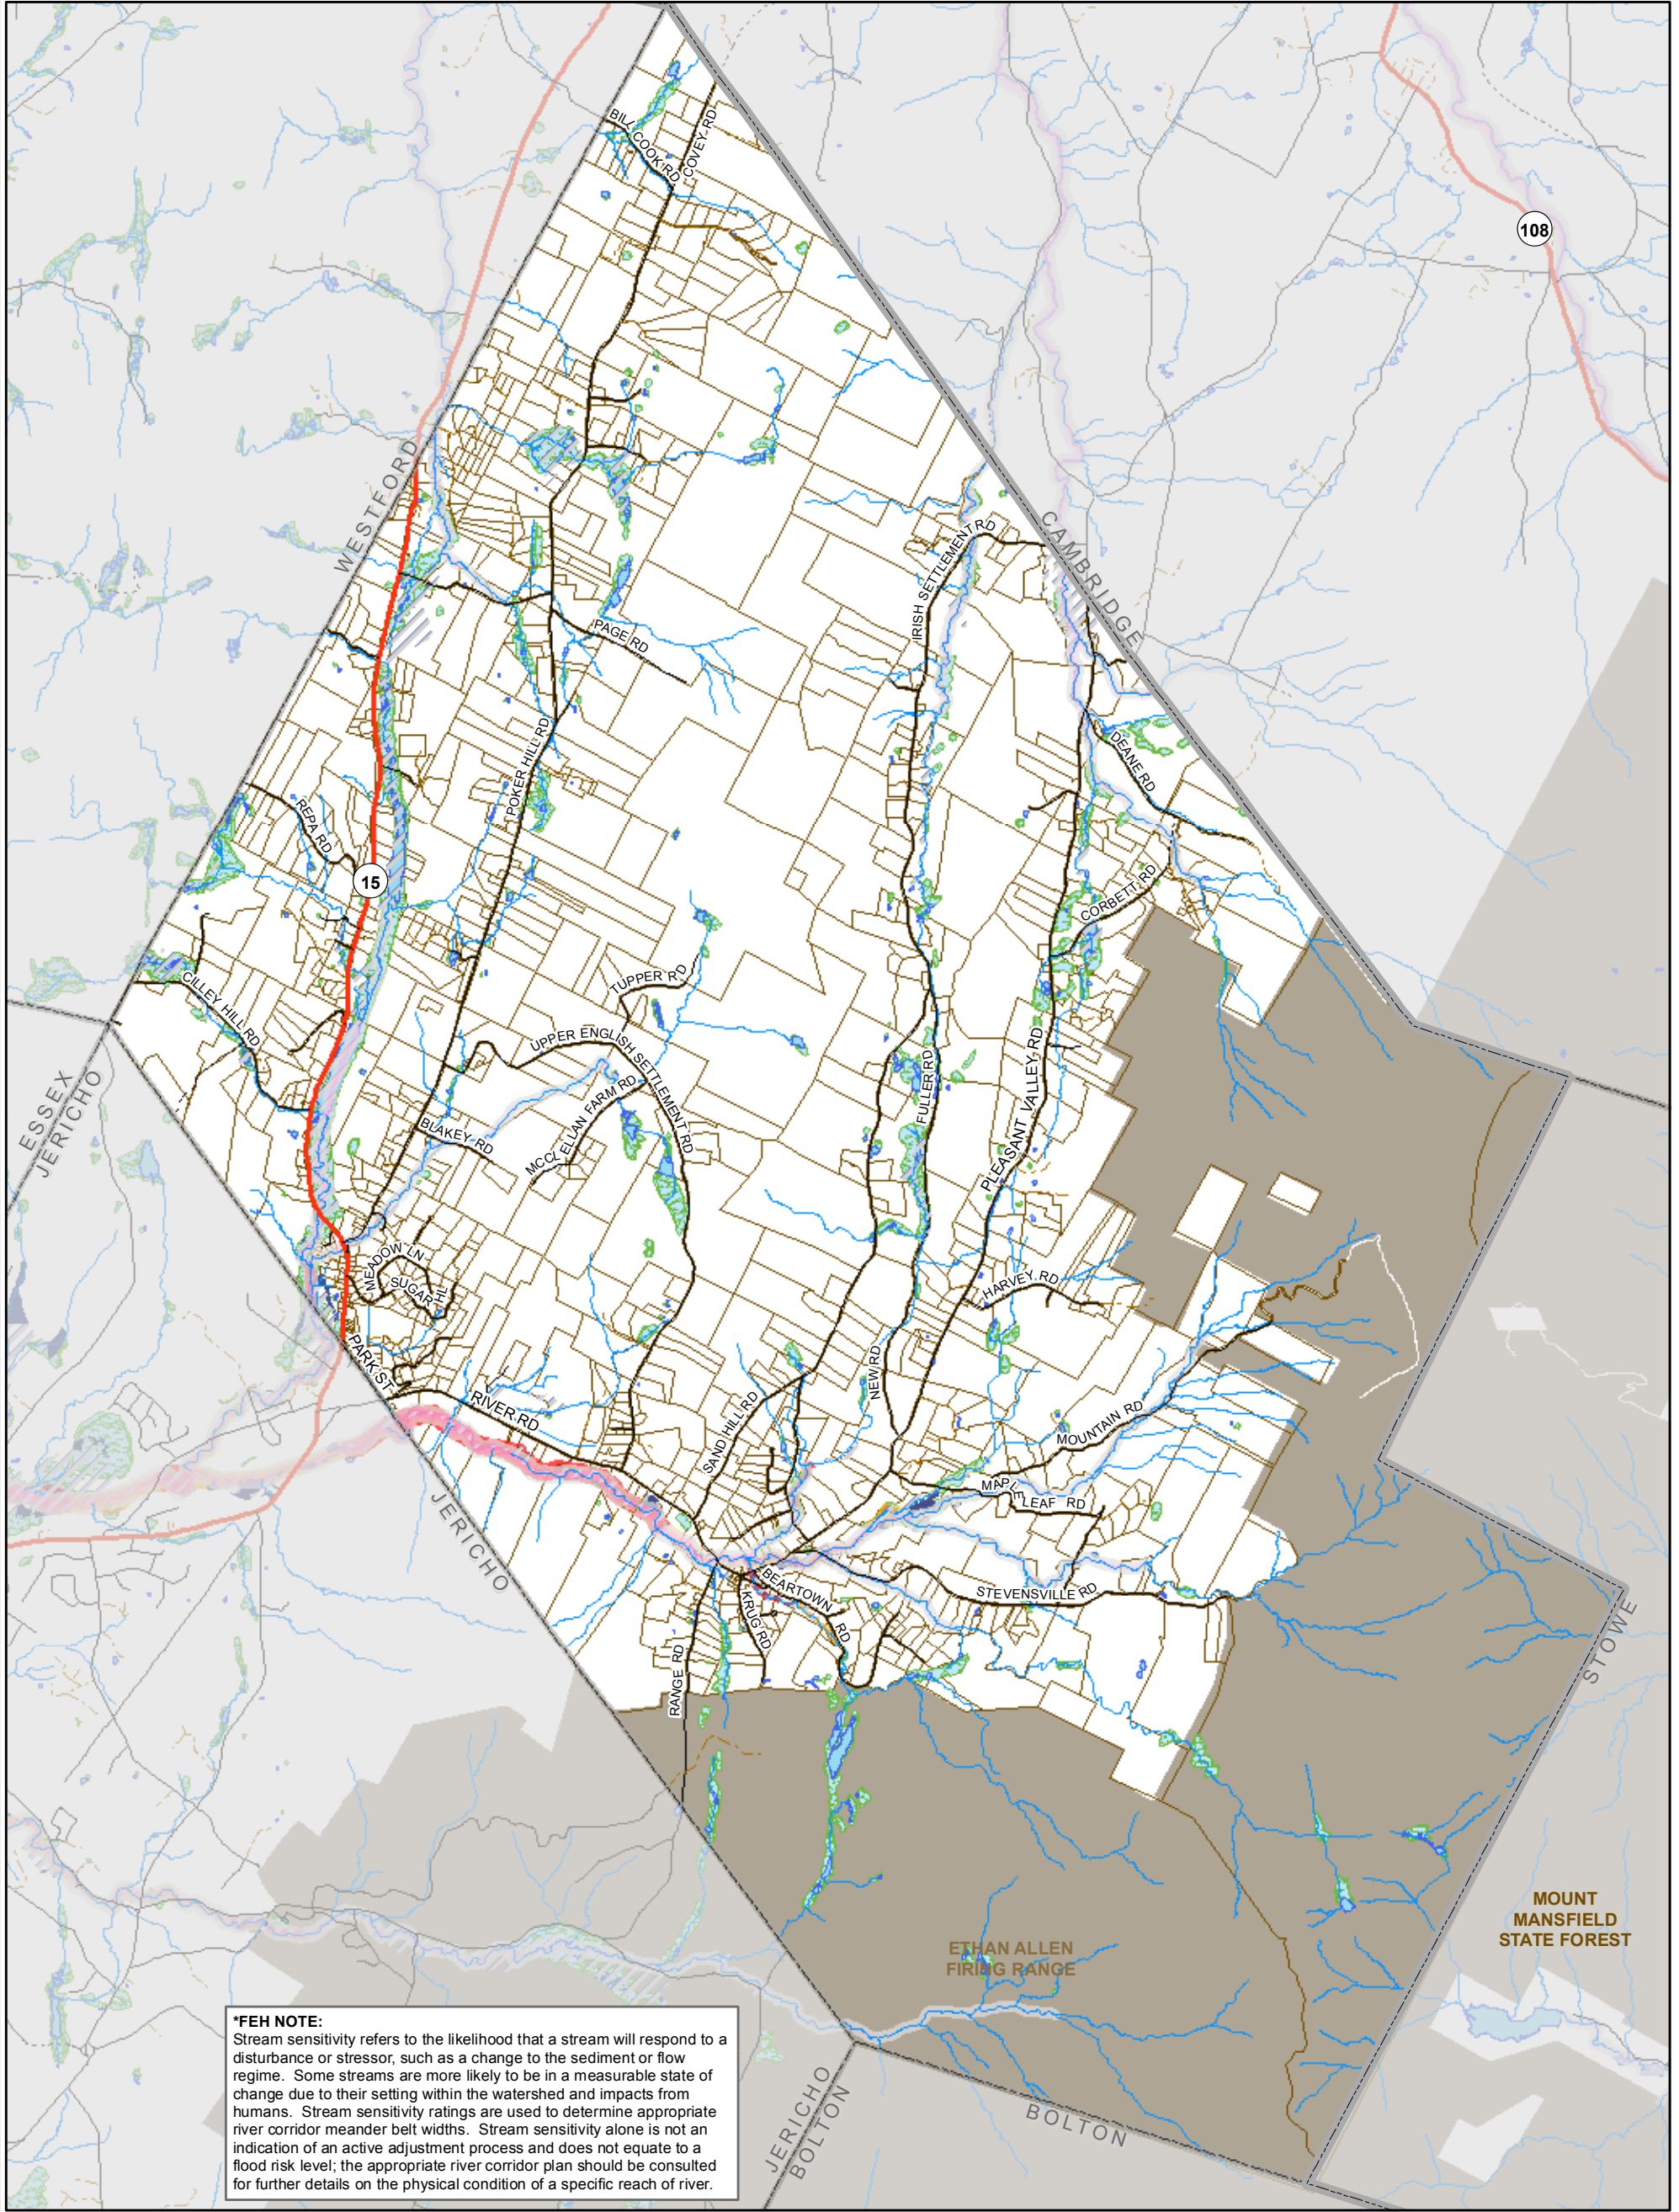 BILL COOK RD
COVEY RD
108
WESTFORD
CAMBRIDGE
IRISH SETTLEMENT RD
PAGE RD
POKER HILL RD
DEANE RD
REPA RD
15
CORBETT RD
CILLEY HILL RD
TUPPER RD
UPPER ENGLISH SETTLEMENT RD
FULLER RD
PLEASANT VALLEY RD
ESSEX
JERICHO
BLAKEY RD
MCCLELLAN FARM RD
MEADOW LN
SUGAR HL
HARVEY RD
PARK ST
RIVER RD
NEW RD
SAND HILL RD
MOUNTAIN RD
MAPLE LEAF RD
JERICHO
BEARTOWN RD
KRUG RD
STEVENSVILLE RD
RANGE RD
STOWE
MOUNT
MANSFIELD
STATE FOREST
ETHAN ALLEN
FIRING RANGE
*FEH NOTE:
Stream sensitivity refers to the likelihood that a stream will respond to a
disturbance or stressor, such as a change to the sediment or flow
regime.  Some streams are more likely to be in a measurable state of
change due to their setting within the watershed and impacts from
humans.  Stream sensitivity ratings are used to determine appropriate
river corridor meander belt widths.  Stream sensitivity alone is not an
indication of an active adjustment process and does not equate to a
flood risk level; the appropriate river corridor plan should be consulted
for further details on the physical condition of a specific reach of river.
JERICHO
BOLTON
BOLTON